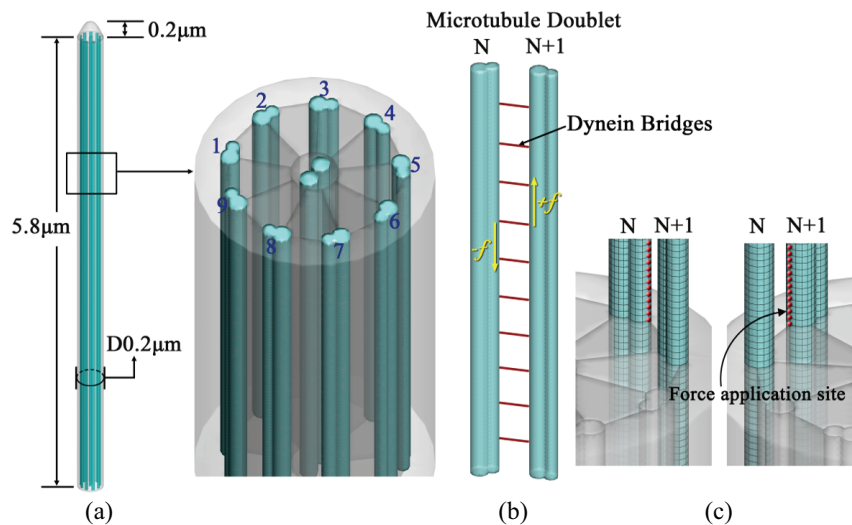 0.2µm
5.8µm
D0.2µm
1
2
3
4
5
6
7
8
9
(a)
Microtubule Doublet
N
N+1
Dynein Bridges
-f
+f
(b)
N
N+1
N
N+1
Force application site
(c)